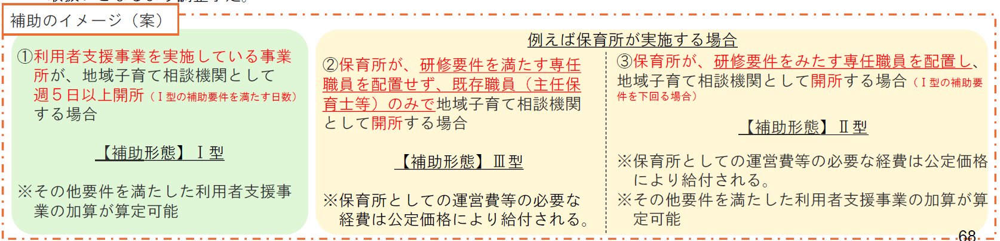 補助のイメージ（案）
①利用者支援事業を実施している事業
所が、地域子育て相談機関として
週５日以上開所（Ⅰ型の補助要件を満たす日数）
する場合
【補助形態】Ⅰ型
※その他要件を満たした利用者支援事
業の加算が算定可能
例えば保育所が実施する場合
②保育所が、研修要件を満たす専任
職員を配置せず、既存職員（主任保
育士等）のみで地域子育て相談機関
として開所する場合
【補助形態】Ⅲ型
※保育所としての運営費等の必要な
経費は公定価格により給付される。
③保育所が、研修要件をみたす専任職員を配置し、
地域子育て相談機関として開所する場合（Ⅰ型の補助要
件を下回る場合）
【補助形態】Ⅱ型
※保育所としての運営費等の必要な経費は公定価格
により給付される。
※その他要件を満たした利用者支援事業の加算が算
定可能
68